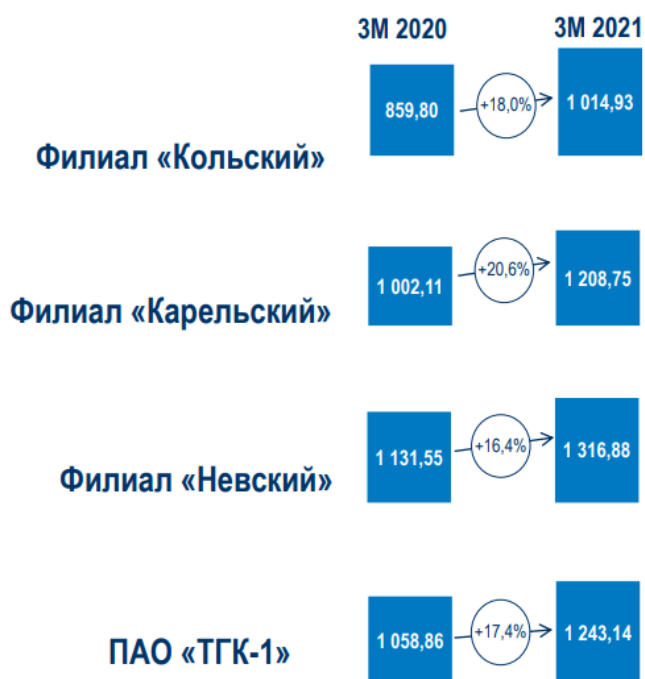 3М 2020 3М 2021
859,80 +18,0% 1 014,93
Филиал «Кольский»
1 002,11 +20,6% 1 208,75
Филиал «Карельский»
1 131,55 +16,4% 1 316,88
Филиал «Невский»
1 058,86 +17,4% 1 243,14
ПАО «ТГК-1»